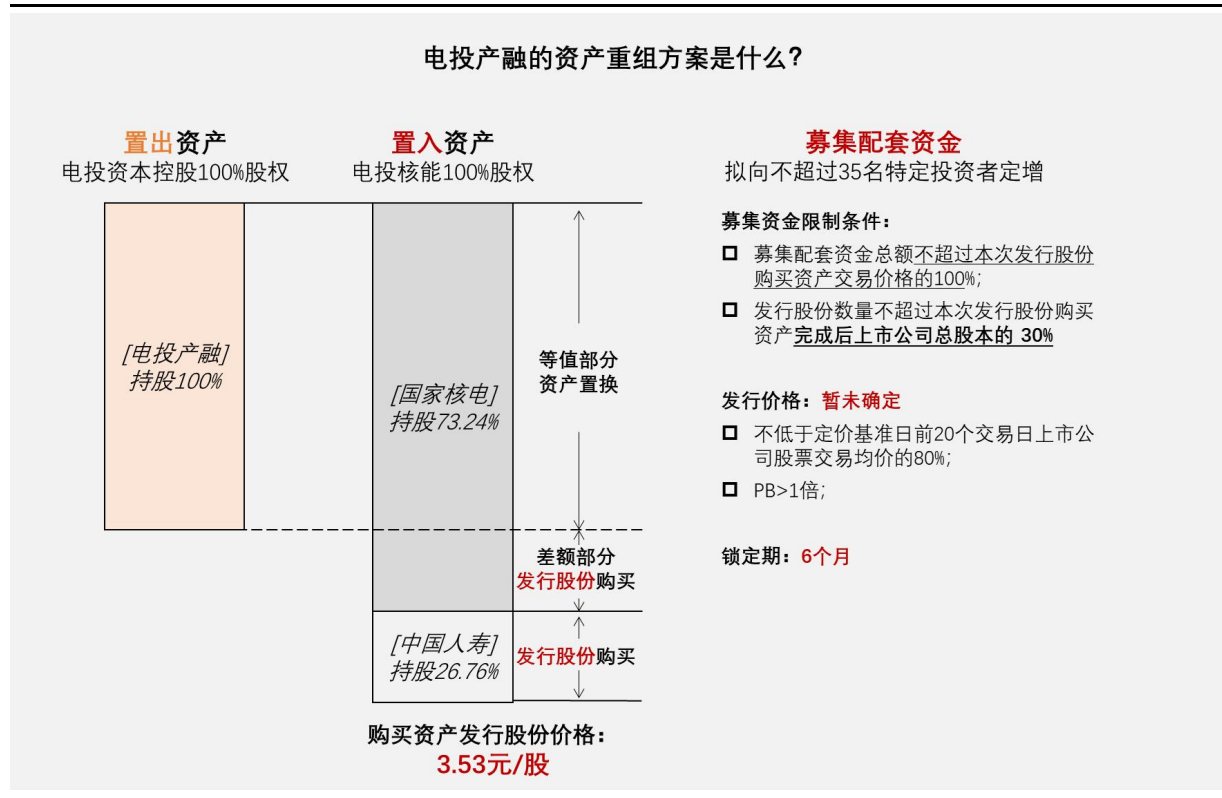 电投产融的资产重组方案是什么？
置出资产
电投资本控股100%股权
[电投产融]
持股100%
置入资产
电投核能100%股权
[国家核电]
持股73.24%
等值部分
资产置换
差额部分
发行股份购买
[中国人寿]
持股26.76%
发行股份购买
购买资产发行股份价格：
3.53元/股
募集配套资金
拟向不超过35名特定投资者定增
募集资金限制条件：
募集配套资金总额不超过本次发行股份
购买资产交易价格的100%；
发行股份数量不超过本次发行股份购买
资产完成后上市公司总股本的 30%
发行价格：暂未确定
不低于定价基准日前20个交易日上市公
司股票交易均价的80%；
PB>1倍；
锁定期：6个月